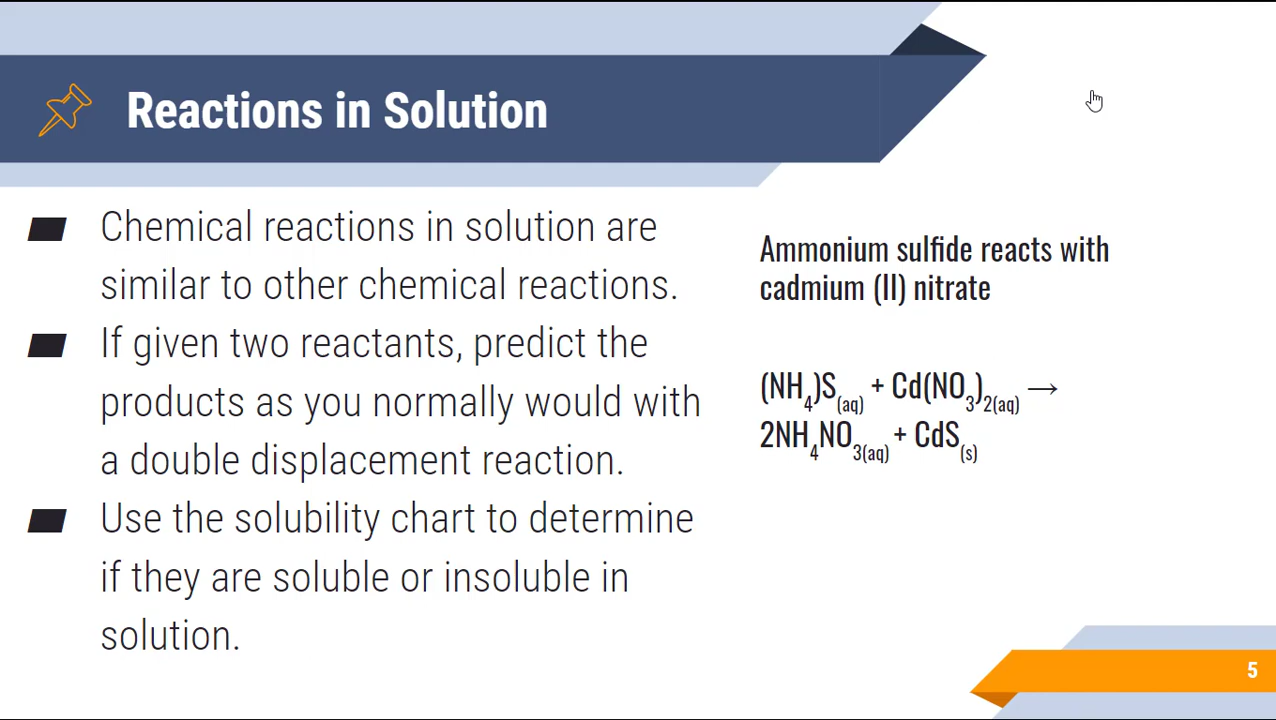 Reactions in Solution
Chemical reactions in solution are
similar to other chemical reactions.
If given two reactants, predict the
products as you normally would with
a double displacement reaction.
Use the solubility chart to determine
if they are soluble or insoluble in
solution.
Ammonium sulfide reacts with
cadmium (II) nitrate
(NH₄)S₍aq₎ + Cd(NO₃)₂₍aq₎ →
2NH₄NO₃₍aq₎ + CdS₍s₎
5